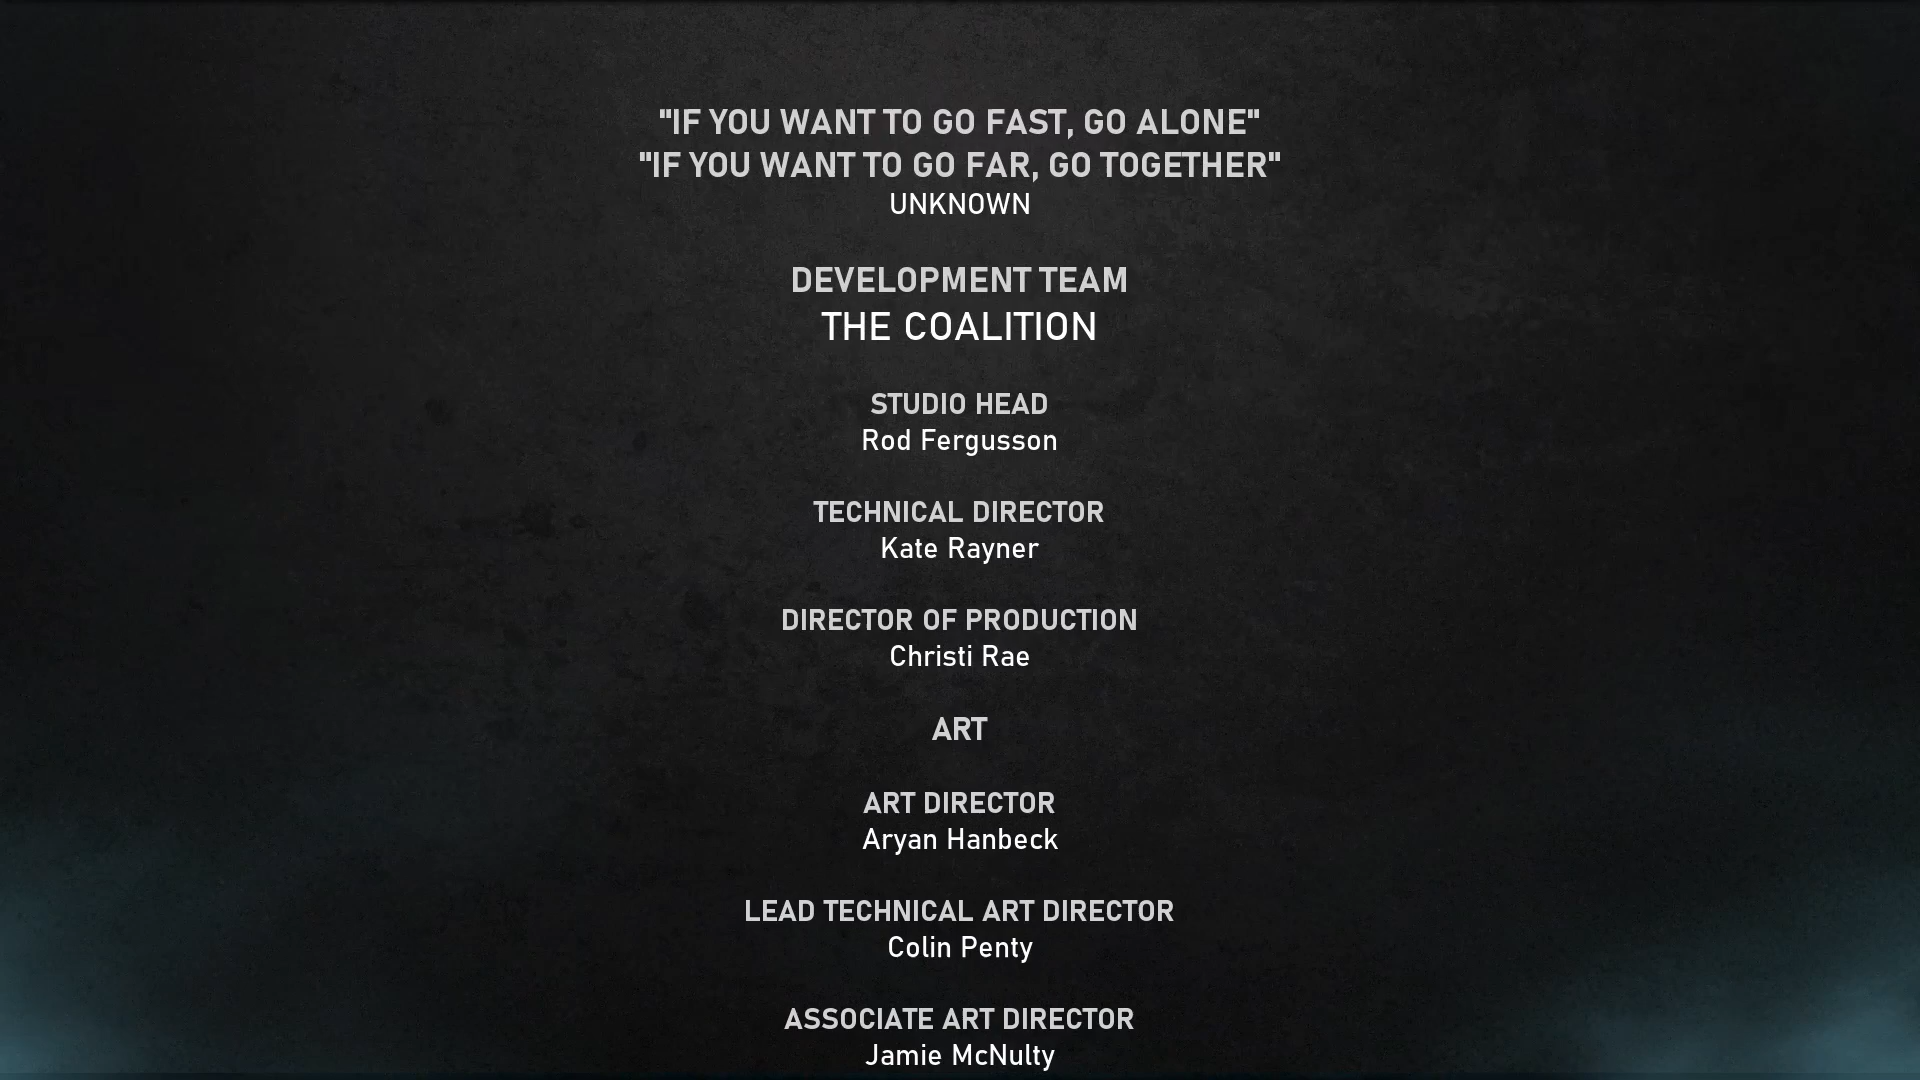 "IF YOU WANT TO GO FAST, GO ALONE"
"IF YOU WANT TO GO FAR, GO TOGETHER"
UNKNOWN
DEVELOPMENT TEAM
THE COALITION
STUDIO HEAD
Rod Fergusson
TECHNICAL DIRECTOR
Kate Rayner
DIRECTOR OF PRODUCTION
Christi Rae
ART
ART DIRECTOR
Aryan Hanbeck
LEAD TECHNICAL ART DIRECTOR
Colin Penty
ASSOCIATE ART DIRECTOR
Jamie McNulty